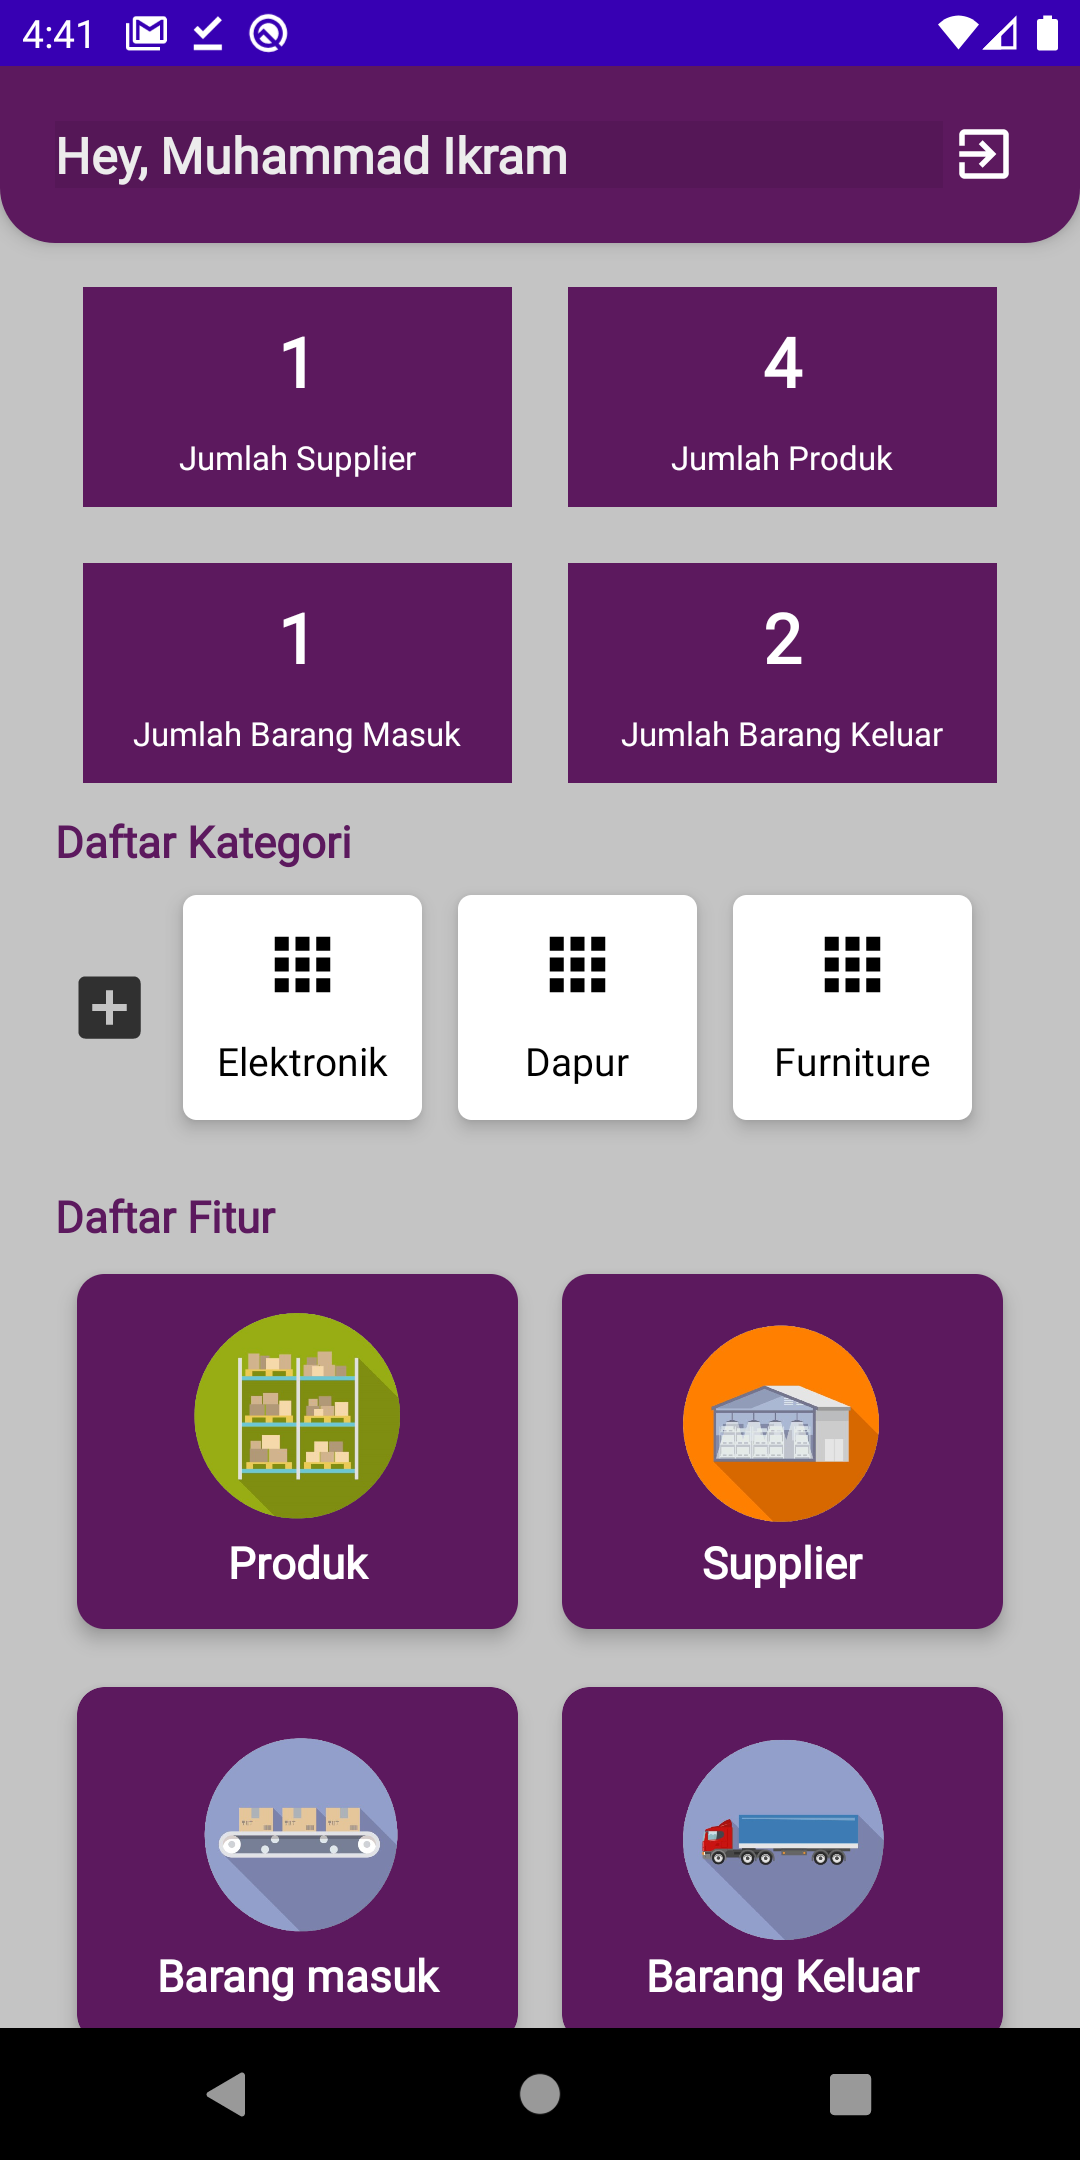 4:41
Hey, Muhammad Ikram
1
4
Jumlah Supplier
Jumlah Produk
1
2
Jumlah Barang Masuk
Jumlah Barang Keluar
Daftar Kategori
Elektronik
Dapur
Furniture
Daftar Fitur
Produk
Supplier
Barang masuk
Barang Keluar